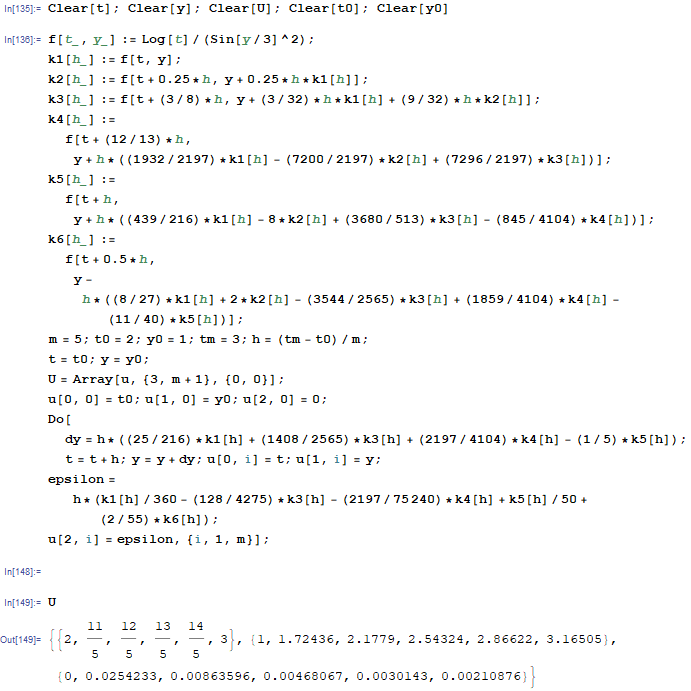 In[135]:= Clear[t]; Clear[y]; Clear[U]; Clear[t0]; Clear[y0]
In[136]:= f[t_, y_] := Log[t] / (Sin[y / 3] ^ 2);
k1[h_] := f[t, y];
k2[h_] := f[t + 0.25 * h, y + 0.25 * h * k1[h]];
k3[h_] := f[t + (3 / 8) * h, y + (3 / 32) * h * k1[h] + (9 / 32) * h * k2[h]];
k4[h_] :=
f[t + (12 / 13) * h,
y + h * ((1932 / 2197) * k1[h] - (7200 / 2197) * k2[h] + (7296 / 2197) * k3[h])];
k5[h_] :=
f[t + h,
y + h * ((439 / 216) * k1[h] - 8 * k2[h] + (3680 / 513) * k3[h] - (845 / 4104) * k4[h])];
k6[h_] :=
f[t + 0.5 * h,
y -
h * ((8 / 27) * k1[h] + 2 * k2[h] - (3544 / 2565) * k3[h] + (1859 / 4104) * k4[h] -
(11 / 40) * k5[h])];
m = 5; t0 = 2; y0 = 1; tm = 3; h = (tm - t0) / m;
t = t0; y = y0;
U = Array[u, {3, m + 1}, {0, 0}];
u[0, 0] = t0; u[1, 0] = y0; u[2, 0] = 0;
Do[
dy = h * ((25 / 216) * k1[h] + (1408 / 2565) * k3[h] + (2197 / 4104) * k4[h] - (1 / 5) * k5[h]);
t = t + h; y = y + dy; u[0, i] = t; u[1, i] = y;
epsilon =
h * (k1[h] / 360 - (128 / 4275) * k3[h] - (2197 / 75240) * k4[h] + k5[h] / 50 +
(2 / 55) * k6[h]);
u[2, i] = epsilon, {i, 1, m}];
In[148]:=
In[149]:= U
Out[149]= {{2, 11/5, 12/5, 13/5, 14/5, 3}, {1, 1.72436, 2.1779, 2.54324, 2.86622, 3.16505},
{0, 0.0254233, 0.00863596, 0.00468067, 0.0030143, 0.00210876}}